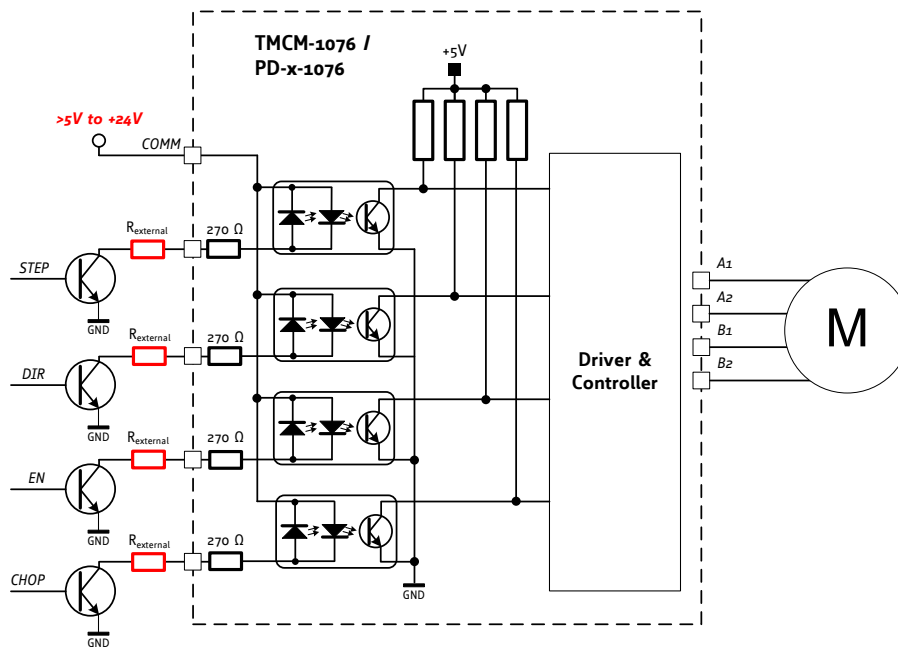 TMCM-1076 /
PD-x-1076
+5V
>5V to +24V
COMM
Rexternal
270 Ω
STEP
GND
Rexternal
270 Ω
DIR
GND
Rexternal
270 Ω
EN
GND
Rexternal
270 Ω
CHOP
GND
GND
Driver &
Controller
A1
A2
B1
B2
M